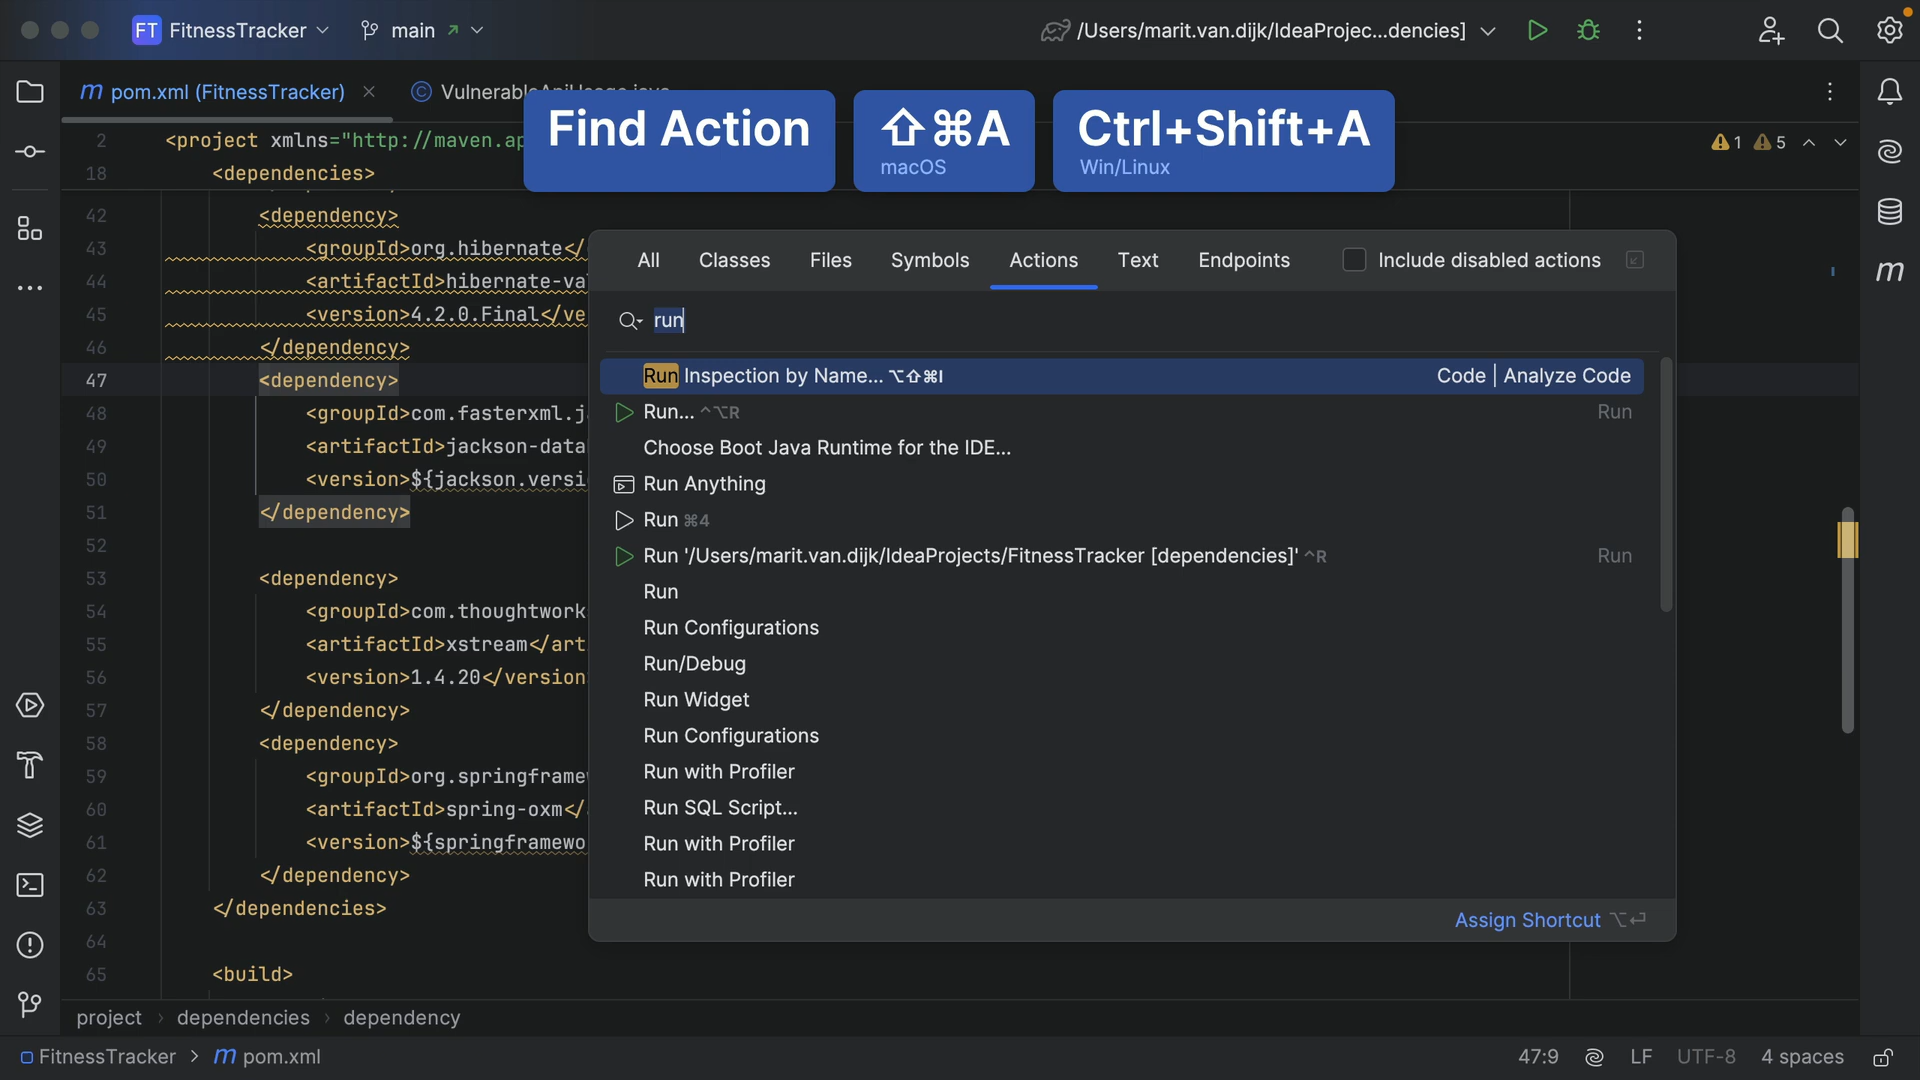 FT FitnessTracker main /Users/marit.van.dijk/IdeaProjec...dencies]
m pom.xml (FitnessTracker)
Find Action
⇧⌘A
macOS
Ctrl+Shift+A
Win/Linux
1 5
2 <project xmlns="http://maven.ap
18 <dependencies>
42 <dependency>
43 <groupId>org.hibernate</
44 <artifactId>hibernate-va
45 <version>4.2.0.Final</ve
46 </dependency>
47 <dependency>
48 <groupId>com.fasterxml.j
49 <artifactId>jackson-data
50 <version>${jackson.versi
51 </dependency>
52
53 <dependency>
54 <groupId>com.thoughtwork
55 <artifactId>xstream</art
56 <version>1.4.20</version
57 </dependency>
58 <dependency>
59 <groupId>org.springframe
60 <artifactId>spring-oxm</
61 <version>${springframewo
62 </dependency>
63 </dependencies>
64
65 <build>
All Classes Files Symbols Actions Text Endpoints Include disabled actions
run
Run Inspection by Name... ⌥⇧⌘I Code | Analyze Code
Run... ^⌥R Run
Choose Boot Java Runtime for the IDE...
Run Anything
Run ⌘4
Run '/Users/marit.van.dijk/IdeaProjects/FitnessTracker [dependencies]' ^R Run
Run
Run Configurations
Run/Debug
Run Widget
Run Configurations
Run with Profiler
Run SQL Script...
Run with Profiler
Run with Profiler
Assign Shortcut ⌥↩
m
project › dependencies › dependency
FitnessTracker > m pom.xml 47:9 LF UTF-8 4 spaces